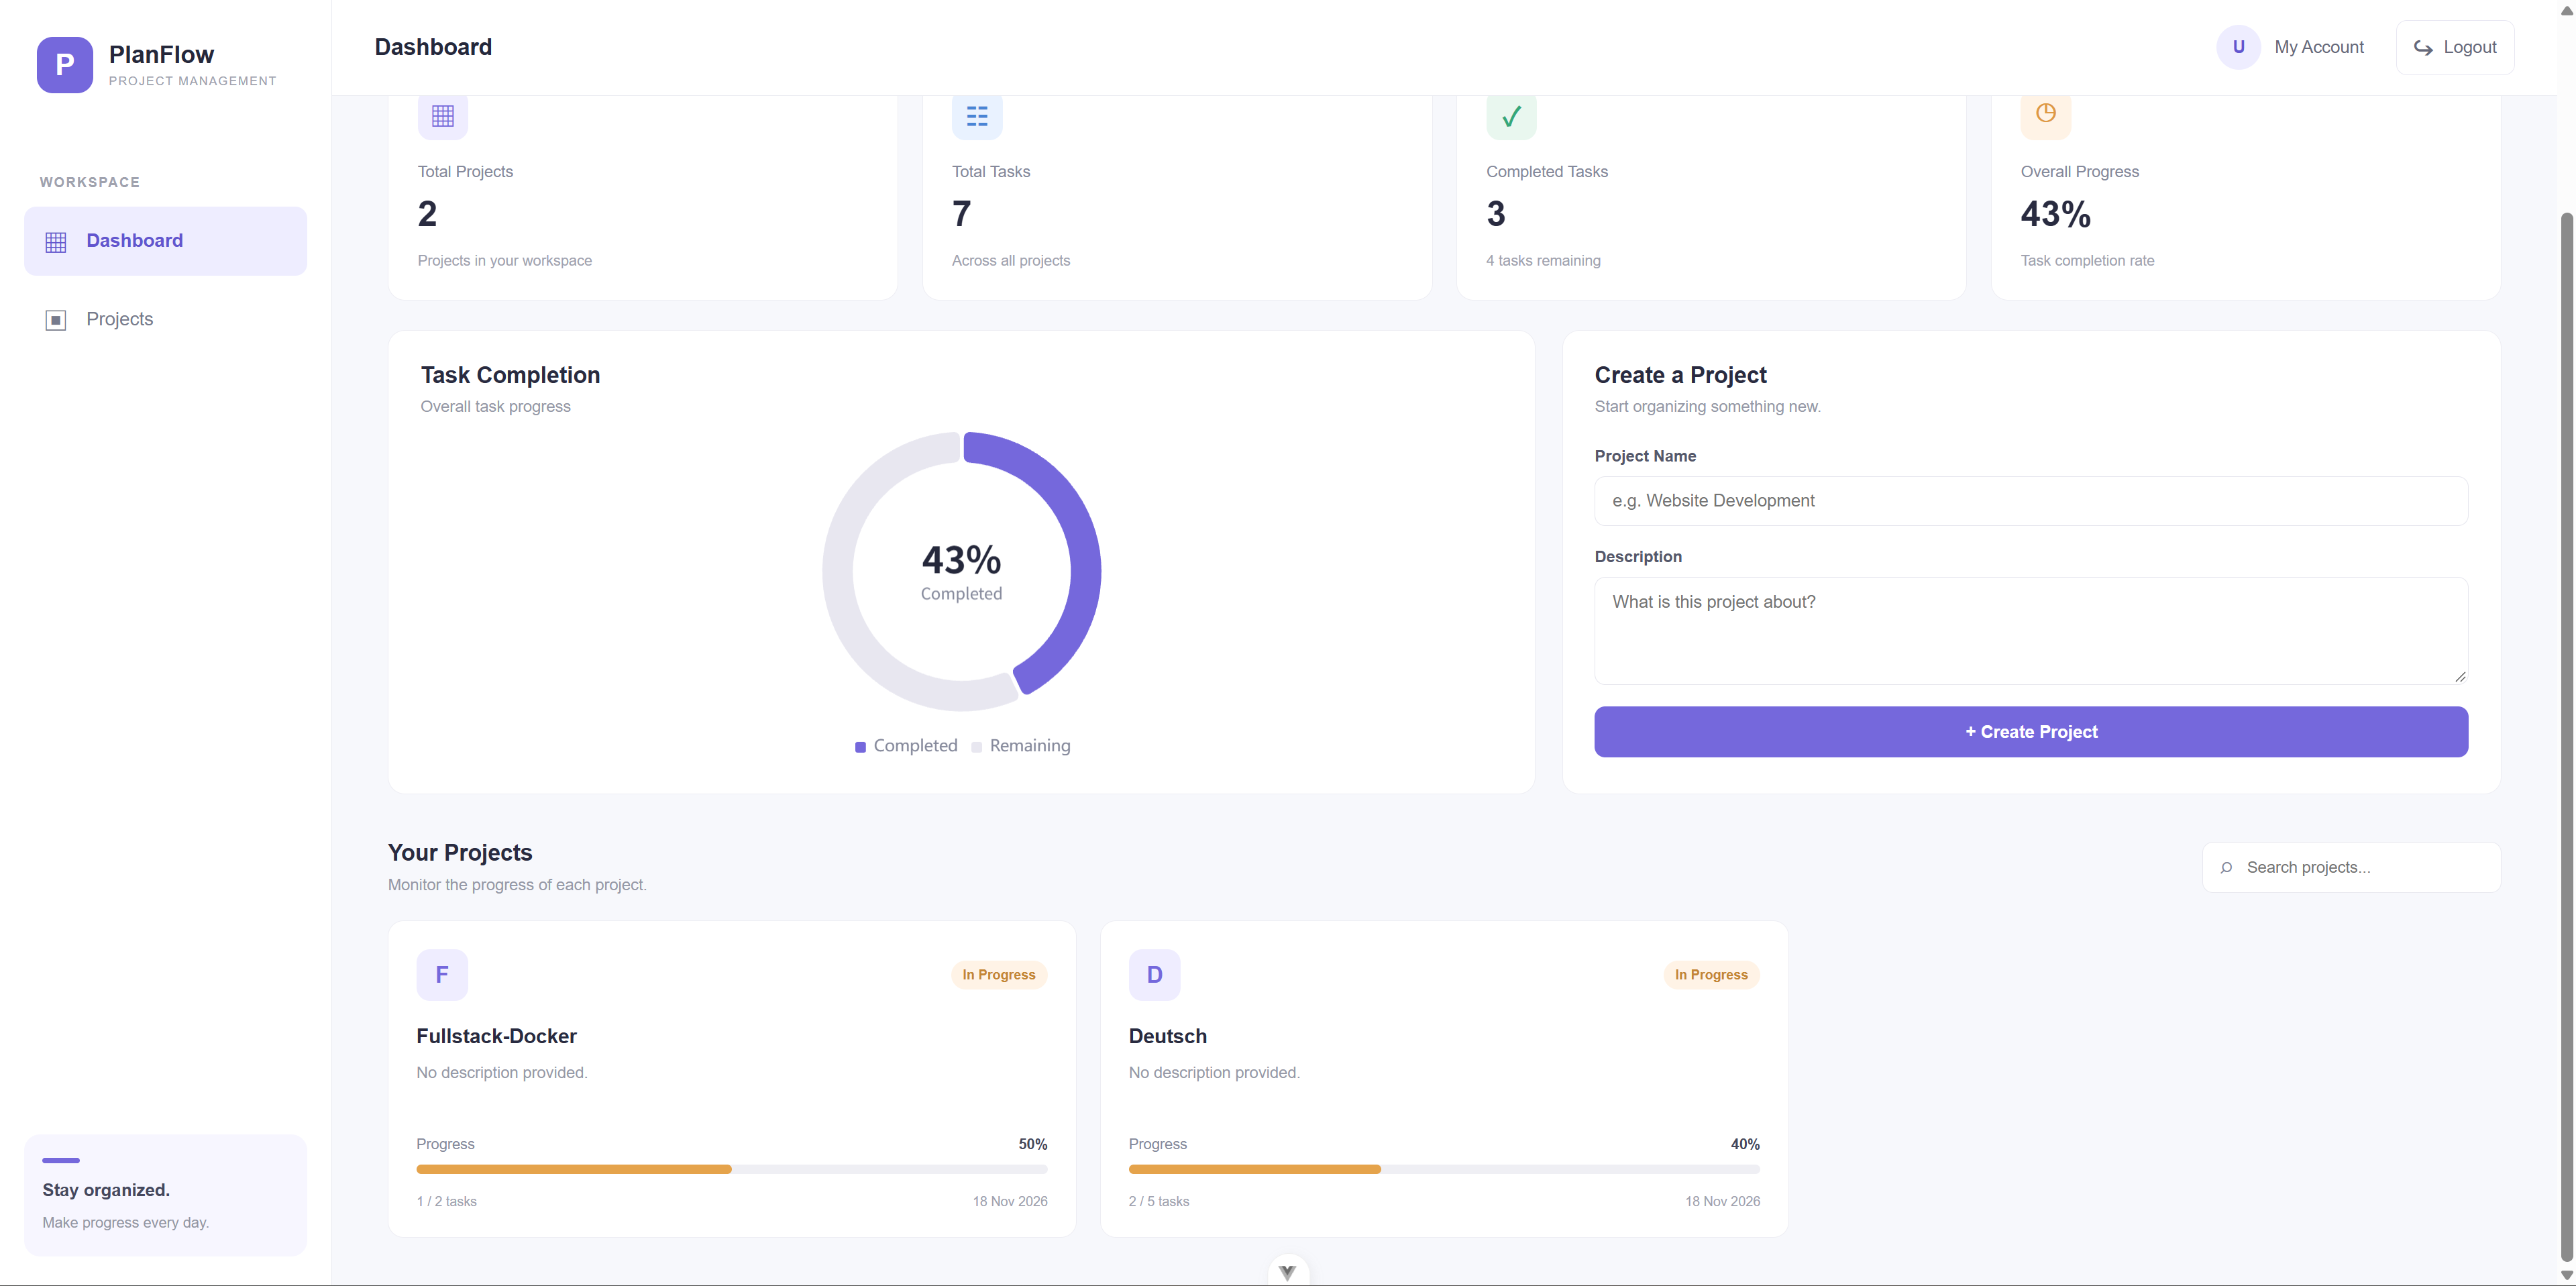 P
PlanFlow
PROJECT MANAGEMENT
WORKSPACE
Dashboard
Projects
Stay organized.
Make progress every day.
Dashboard
U My Account
Logout
Total Projects
2
Projects in your workspace
Total Tasks
7
Across all projects
Completed Tasks
3
4 tasks remaining
Overall Progress
43%
Task completion rate
Task Completion
Overall task progress
43%
Completed
Completed Remaining
Create a Project
Start organizing something new.
Project Name
e.g. Website Development
Description
What is this project about?
+ Create Project
Your Projects
Monitor the progress of each project.
Search projects...
F
In Progress
Fullstack-Docker
No description provided.
Progress 50%
1 / 2 tasks 18 Nov 2026
D
In Progress
Deutsch
No description provided.
Progress 40%
2 / 5 tasks 18 Nov 2026